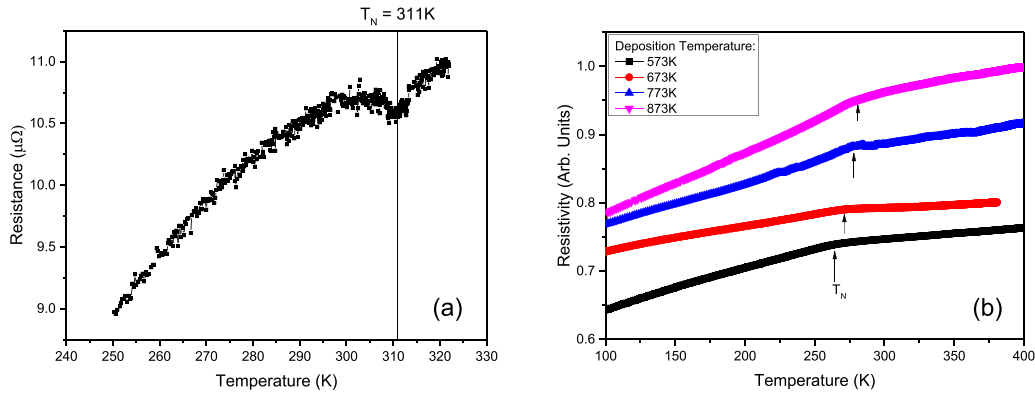 T_N = 311K
11.0
10.5
10.0
9.5
9.0
Resistance (μΩ)
240 250 260 270 280 290 300 310 320 330
Temperature (K)
(a)
(b)
Deposition Temperature:
573K
673K
773K
873K
1.0
0.9
0.8
0.7
0.6
Resistivity (Arb. Units)
T_N
100 150 200 250 300 350 400
Temperature (K)